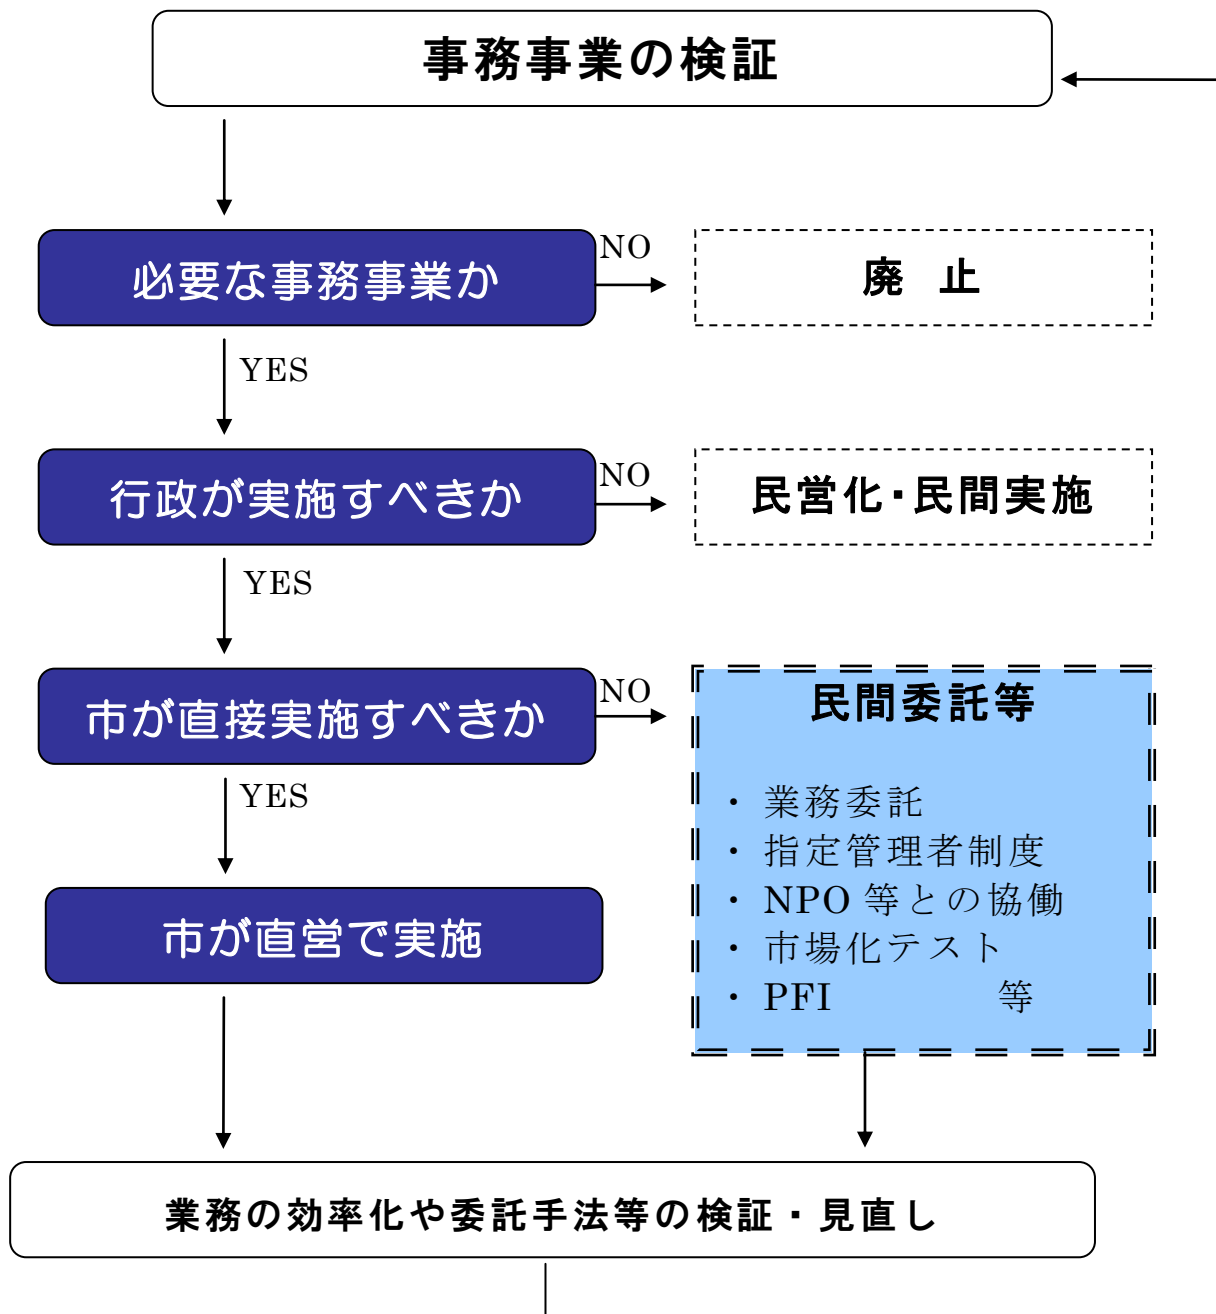 事務事業の検証
必要な事務事業か
NO
廃 止
YES
行政が実施すべきか
NO
民営化・民間実施
YES
市が直接実施すべきか
NO
民間委託等
・ 業務委託
・ 指定管理者制度
・ NPO 等との協働
・ 市場化テスト
・ PFI 等
YES
市が直営で実施
業務の効率化や委託手法等の検証・見直し